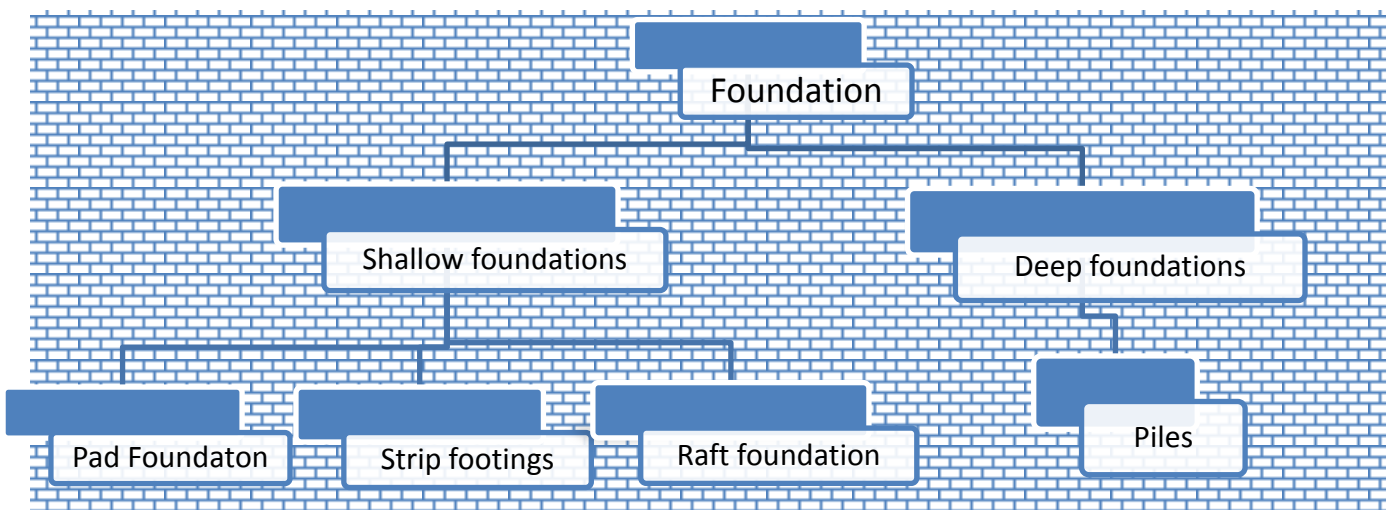 Foundation
Shallow foundations
Deep foundations
Pad Foundaton
Strip footings
Raft foundation
Piles